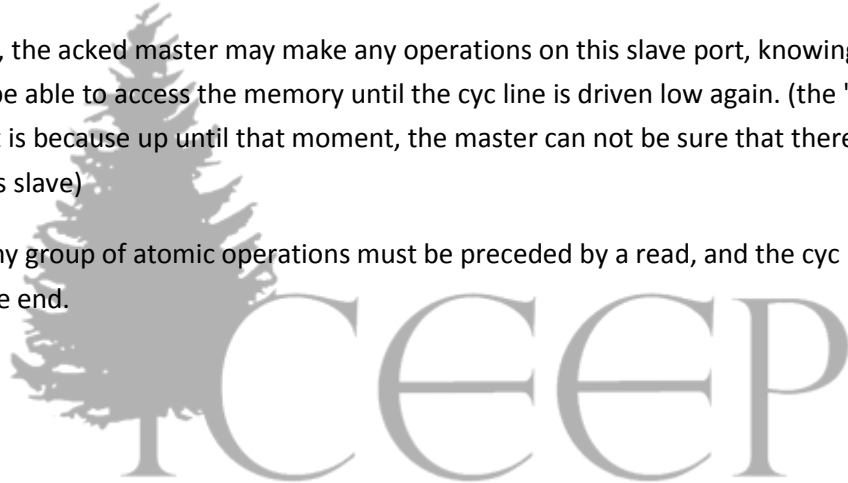 , the acked master may make any operations on this slave port, knowing
be able to access the memory until the cyc line is driven low again. (the "
t is because up until that moment, the master can not be sure that there
s slave)
ny group of atomic operations must be preceded by a read, and the cyc
e end.
ICEEP